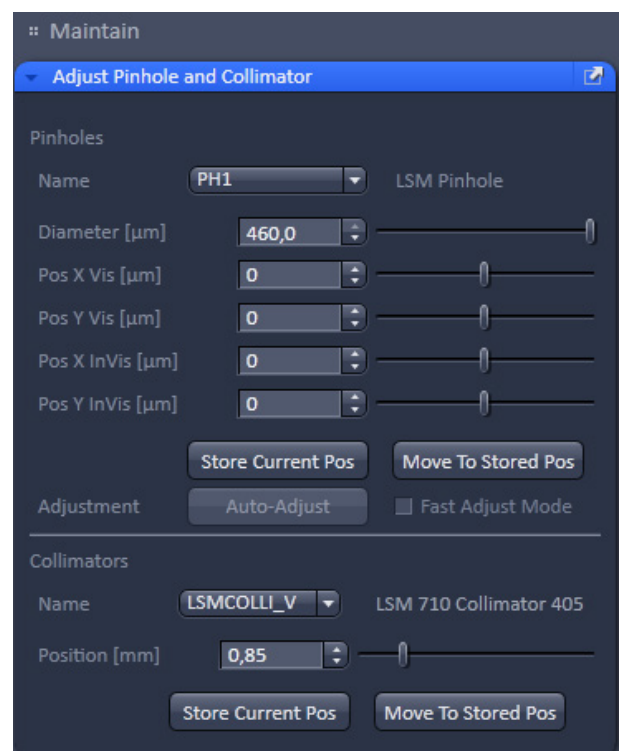 Maintain
Adjust Pinhole and Collimator
Pinholes
Name PH1 LSM Pinhole
Diameter [µm] 460,0
Pos X Vis [µm] 0
Pos Y Vis [µm] 0
Pos X InVis [µm] 0
Pos Y InVis [µm] 0
Store Current Pos Move To Stored Pos
Adjustment Auto-Adjust Fast Adjust Mode
Collimators
Name LSMCOLLI_V LSM 710 Collimator 405
Position [mm] 0,85
Store Current Pos Move To Stored Pos